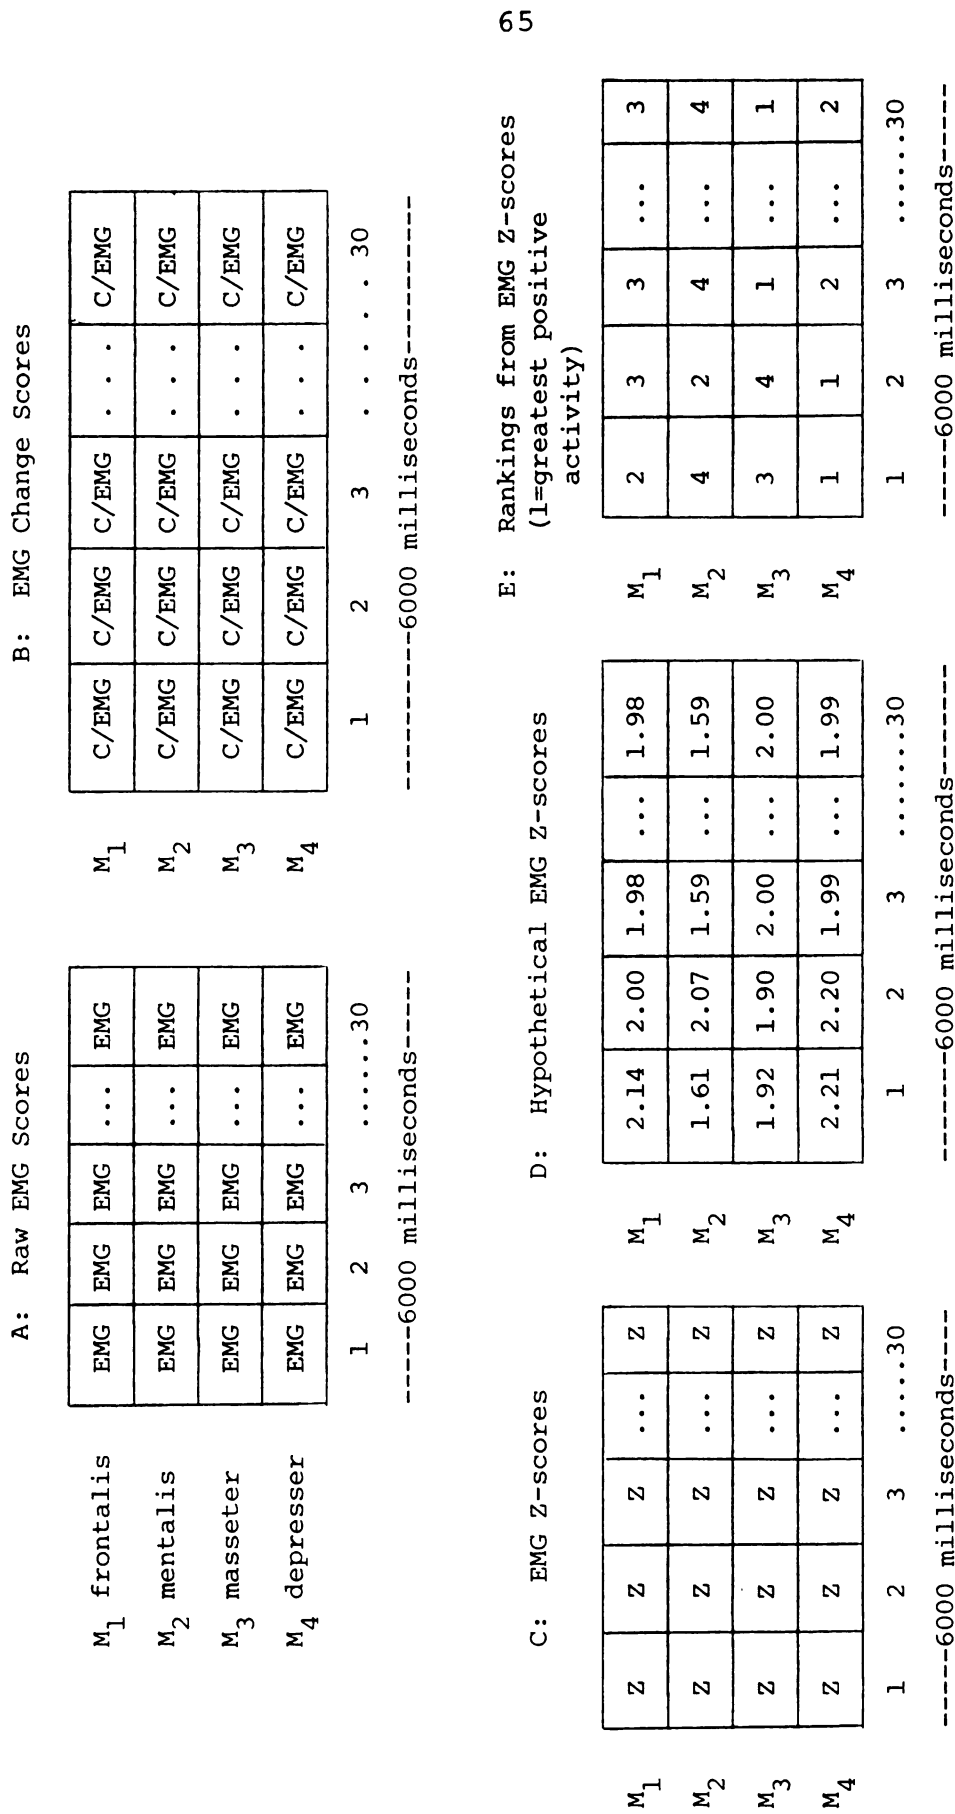 65
A: Raw EMG Scores
M1 frontalis EMG EMG EMG ... EMG
M2 mentalis EMG EMG EMG ... EMG
M3 masseter EMG EMG EMG ... EMG
M4 depresser EMG EMG EMG ... EMG
1 2 3 ......30
-----6000 milliseconds-----
B: EMG Change Scores
M1 C/EMG C/EMG C/EMG . . . C/EMG
M2 C/EMG C/EMG C/EMG . . . C/EMG
M3 C/EMG C/EMG C/EMG . . . C/EMG
M4 C/EMG C/EMG C/EMG . . . C/EMG
1 2 3 . . . . . 30
---------6000 milliseconds---------
C: EMG Z-scores
M1 Z Z Z ... Z
M2 Z Z Z ... Z
M3 Z Z Z ... Z
M4 Z Z Z ... Z
1 2 3 ......30
-----6000 milliseconds----
D: Hypothetical EMG Z-scores
M1 2.14 2.00 1.98 ... 1.98
M2 1.61 2.07 1.59 ... 1.59
M3 1.92 1.90 2.00 ... 2.00
M4 2.21 2.20 1.99 ... 1.99
1 2 3 ........30
-------6000 milliseconds-------
E: Rankings from EMG Z-scores
(1=greatest positive
activity)
M1 2 3 3 ... 3
M2 4 2 4 ... 4
M3 3 4 1 ... 1
M4 1 1 2 ... 2
1 2 3 ......30
-----6000 milliseconds-----